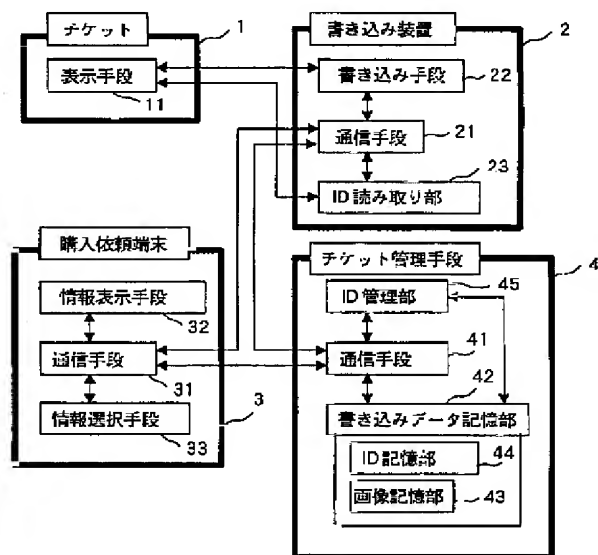 チケット
1
表示手段
11
書き込み装置
2
書き込み手段
22
通信手段
21
23
ID読み取り部
購入依頼端末
情報表示手段
32
通信手段
31
情報選択手段
33
3
チケット管理手段
4
45
ID管理部
通信手段
41
42
書き込みデータ記憶部
ID記憶部
44
画像記憶部
43